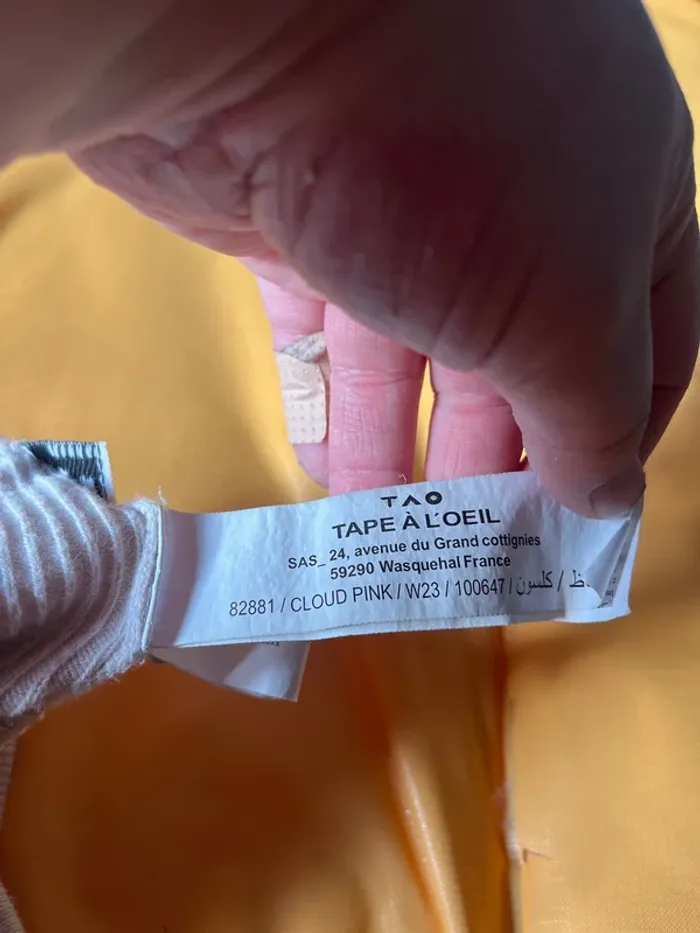 TAO
TAPE À L'OEIL
SAS_ 24, avenue du Grand cottignies
59290 Wasquehal France
82881 / CLOUD PINK / W23 / 100647 / كلسون /